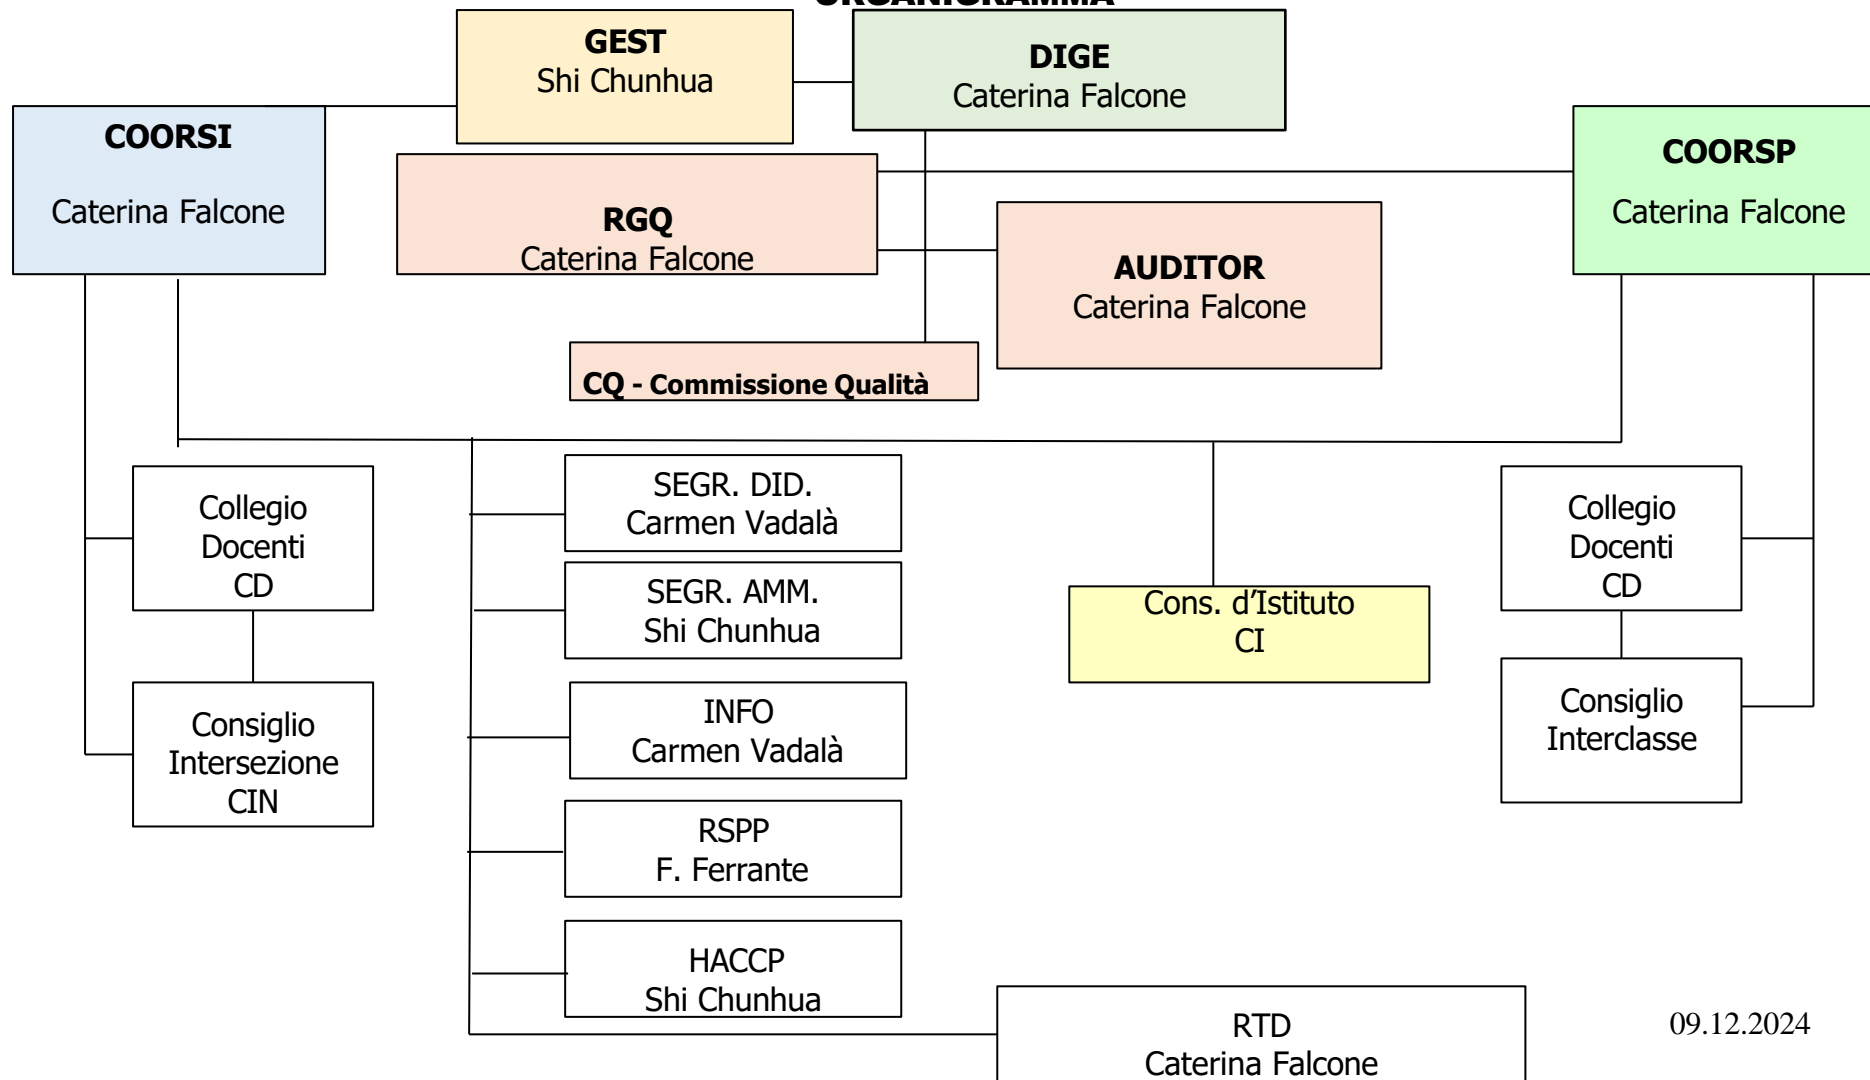 ORGANIGRAMMA
GEST
Shi Chunhua
DIGE
Caterina Falcone
COORSI
Caterina Falcone
COORSP
Caterina Falcone
RGQ
Caterina Falcone
AUDITOR
Caterina Falcone
CQ - Commissione Qualità
Collegio
Docenti
CD
Consiglio
Intersezione
CIN
SEGR. DID.
Carmen Vadalà
SEGR. AMM.
Shi Chunhua
INFO
Carmen Vadalà
RSPP
F. Ferrante
HACCP
Shi Chunhua
Cons. d’Istituto
CI
Collegio
Docenti
CD
Consiglio
Interclasse
RTD
Caterina Falcone
09.12.2024